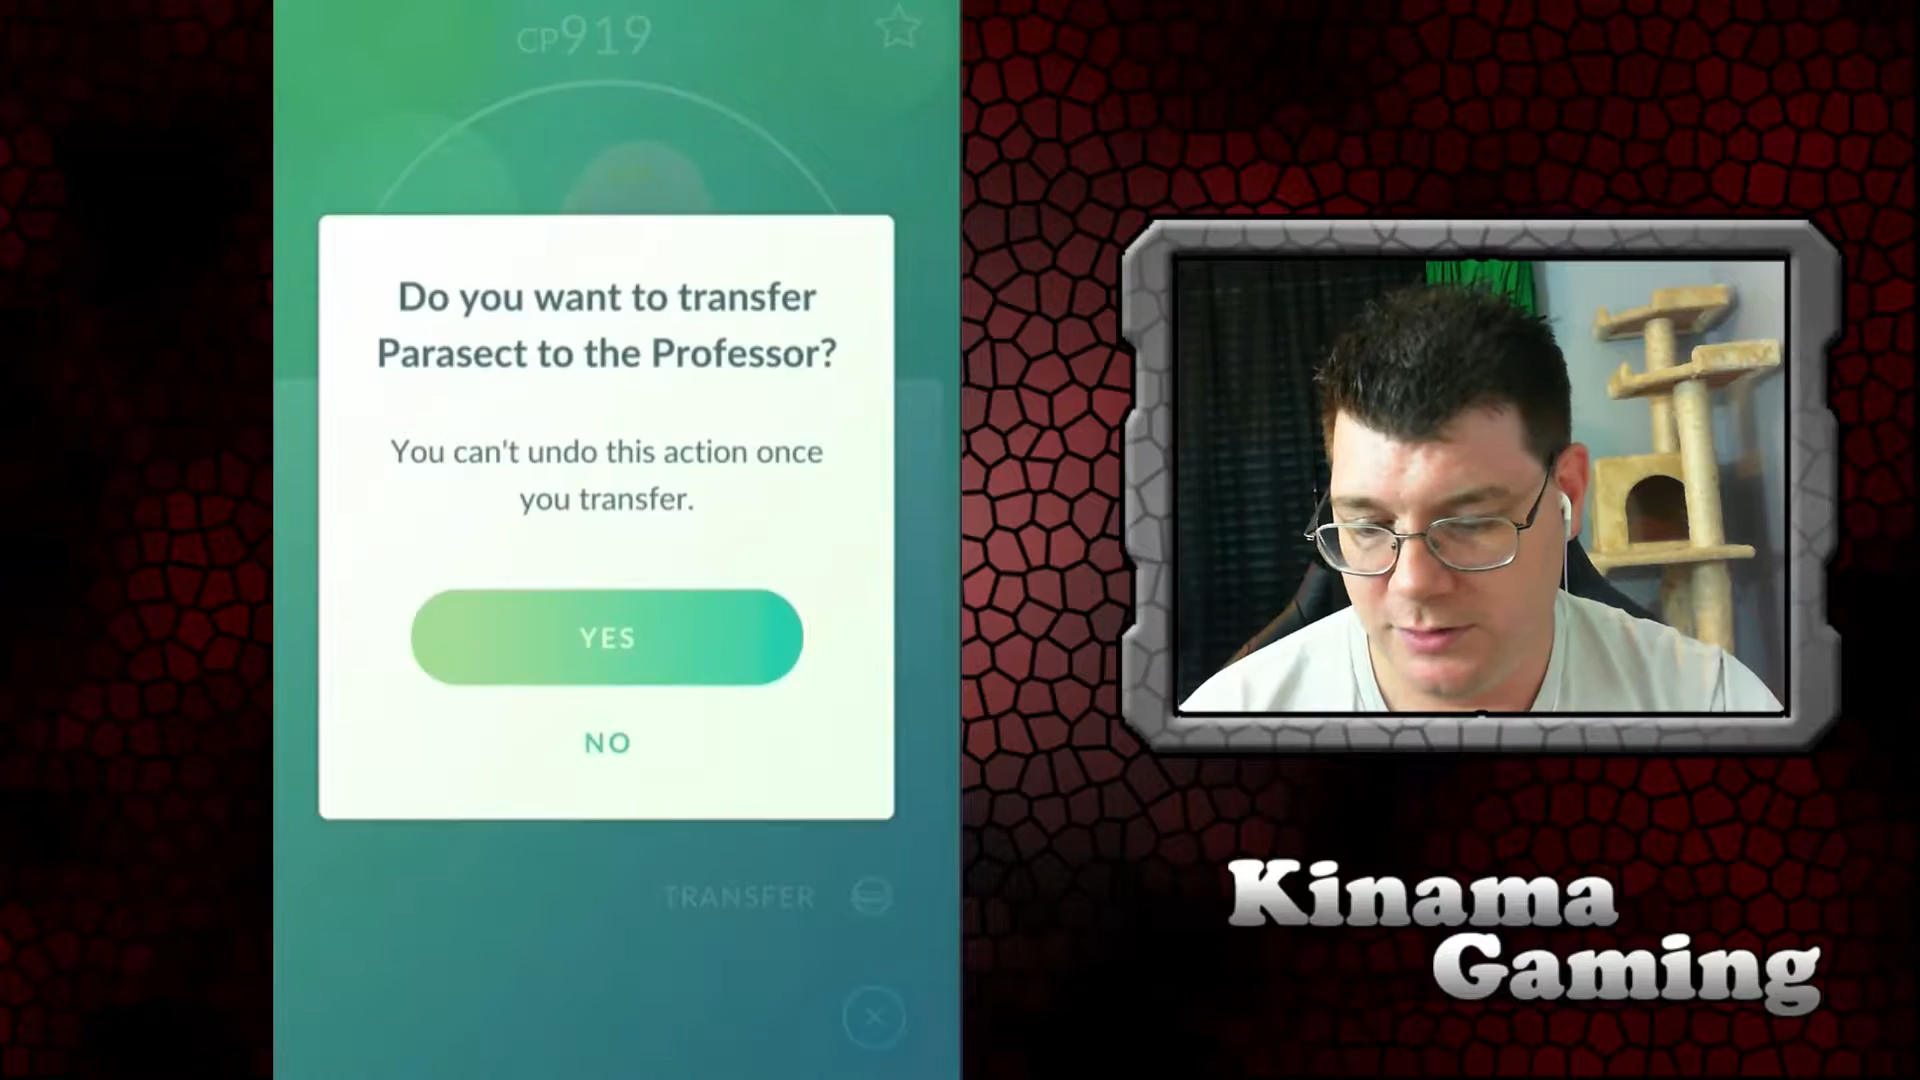 CP919
Do you want to transfer
Parasect to the Professor?
You can't undo this action once
you transfer.
YES
NO
TRANSFER
Kinama
Gaming